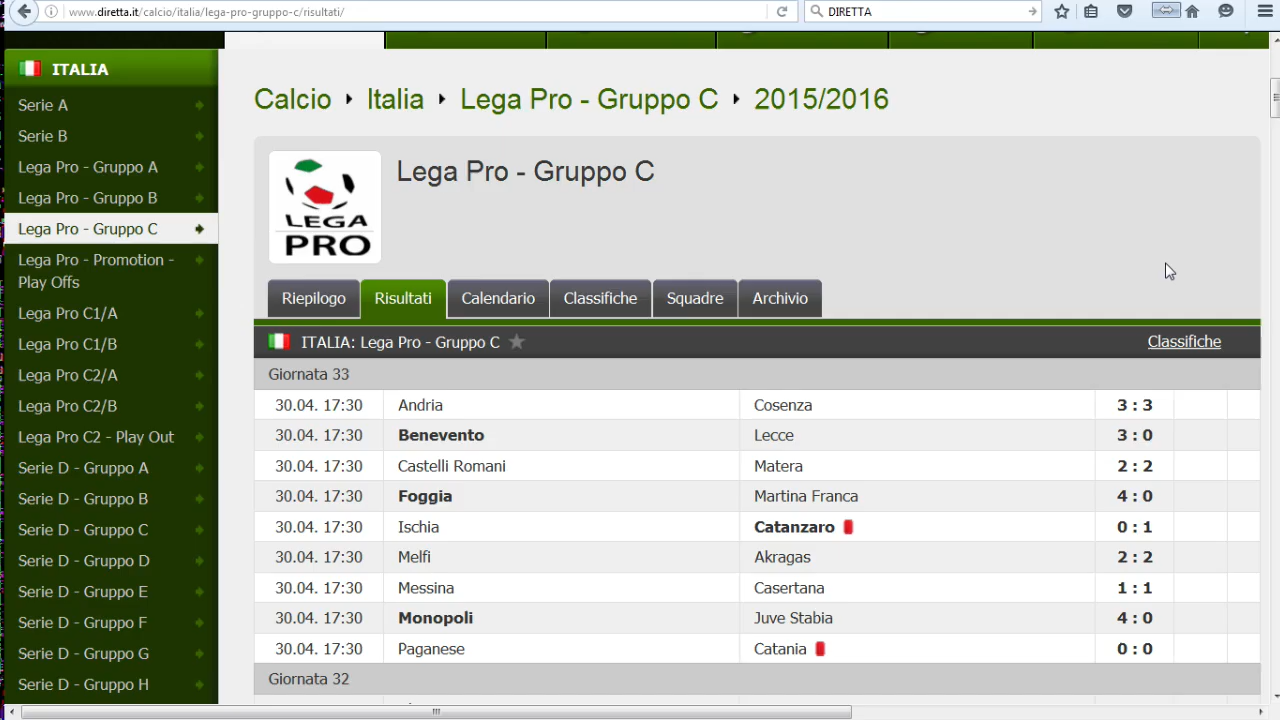 www.diretta.it/calcio/italia/lega-pro-gruppo-c/risultati/
DIRETTA
ITALIA
Serie A
Serie B
Lega Pro - Gruppo A
Lega Pro - Gruppo B
Lega Pro - Gruppo C
Lega Pro - Promotion -
Play Offs
Lega Pro C1/A
Lega Pro C1/B
Lega Pro C2/A
Lega Pro C2/B
Lega Pro C2 - Play Out
Serie D - Gruppo A
Serie D - Gruppo B
Serie D - Gruppo C
Serie D - Gruppo D
Serie D - Gruppo E
Serie D - Gruppo F
Serie D - Gruppo G
Serie D - Gruppo H
Calcio Italia Lega Pro - Gruppo C 2015/2016
LEGA
PRO
Lega Pro - Gruppo C
Riepilogo Risultati Calendario Classifiche Squadre Archivio
ITALIA: Lega Pro - Gruppo C Classifiche
Giornata 33
30.04. 17:30 Andria Cosenza 3 : 3
30.04. 17:30 Benevento Lecce 3 : 0
30.04. 17:30 Castelli Romani Matera 2 : 2
30.04. 17:30 Foggia Martina Franca 4 : 0
30.04. 17:30 Ischia Catanzaro 0 : 1
30.04. 17:30 Melfi Akragas 2 : 2
30.04. 17:30 Messina Casertana 1 : 1
30.04. 17:30 Monopoli Juve Stabia 4 : 0
30.04. 17:30 Paganese Catania 0 : 0
Giornata 32